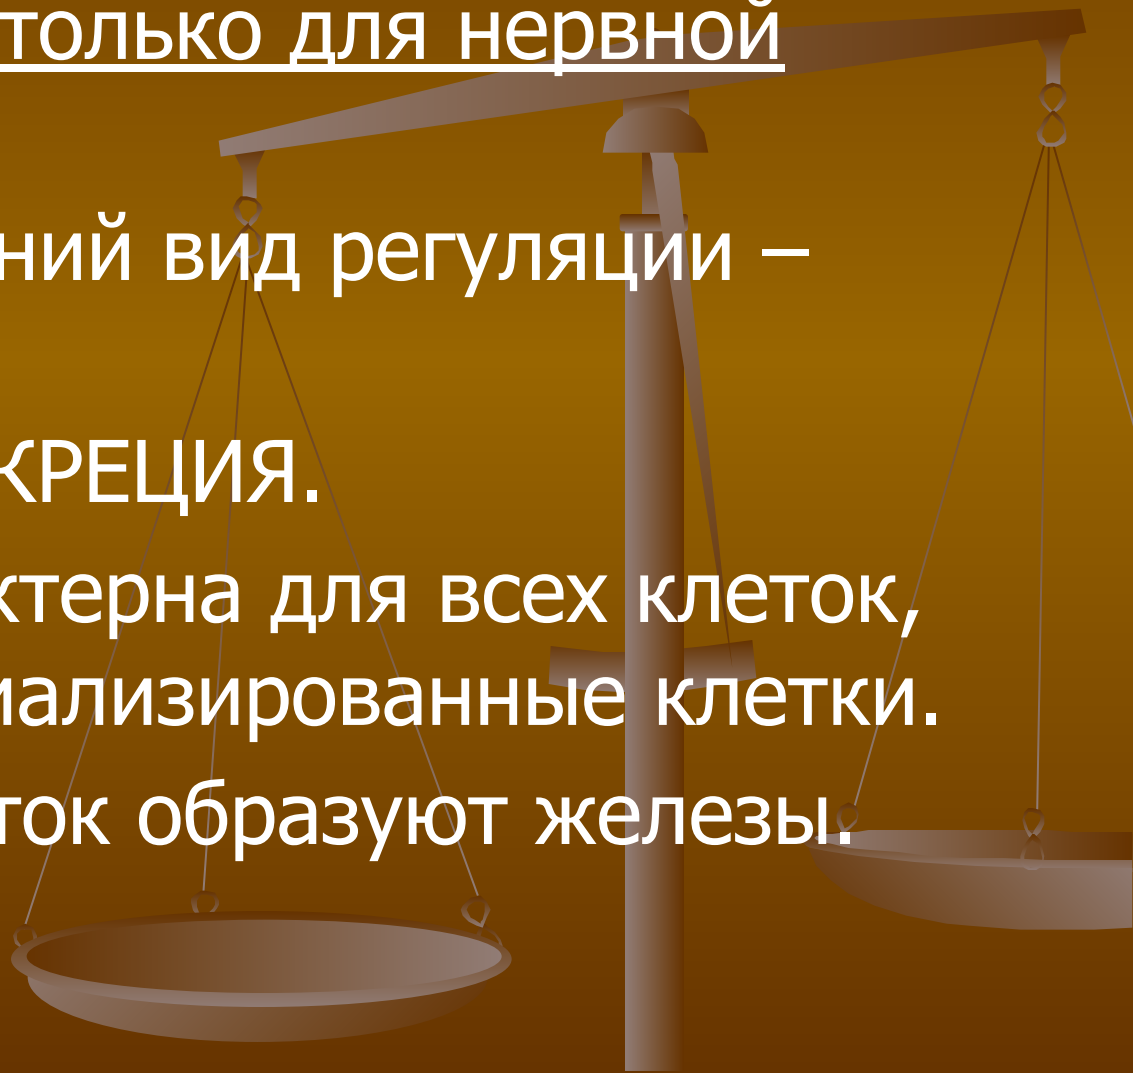 только для нервной
ний вид регуляции –
КРЕЦИЯ.
ктерна для всех клеток,
иализированные клетки.
ток образуют железы.